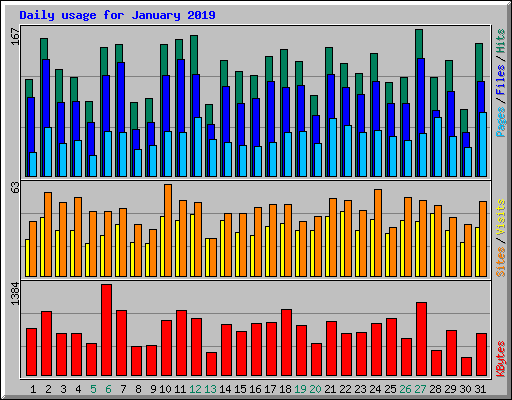 Daily usage for January 2019
167
Pages / Files / Hits
63
Sites / Visits
1384
KBytes
1 2 3 4 5 6 7 8 9 10 11 12 13 14 15 16 17 18 19 20 21 22 23 24 25 26 27 28 29 30 31